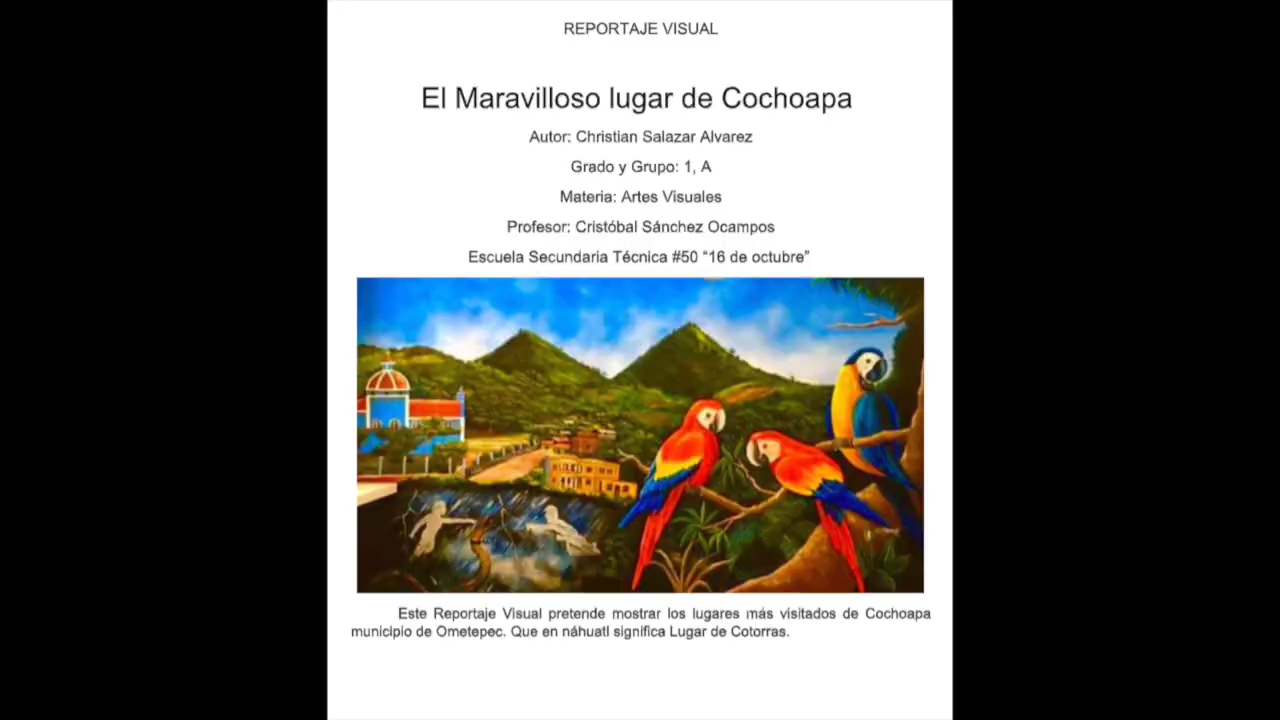 REPORTAJE VISUAL
El Maravilloso lugar de Cochoapa
Autor: Christian Salazar Alvarez
Grado y Grupo: 1, A
Materia: Artes Visuales
Profesor: Cristóbal Sánchez Ocampos
Escuela Secundaria Técnica #50 “16 de octubre”
Este Reportaje Visual pretende mostrar los lugares más visitados de Cochoapa
municipio de Ometepec. Que en náhuatl significa Lugar de Cotorras.